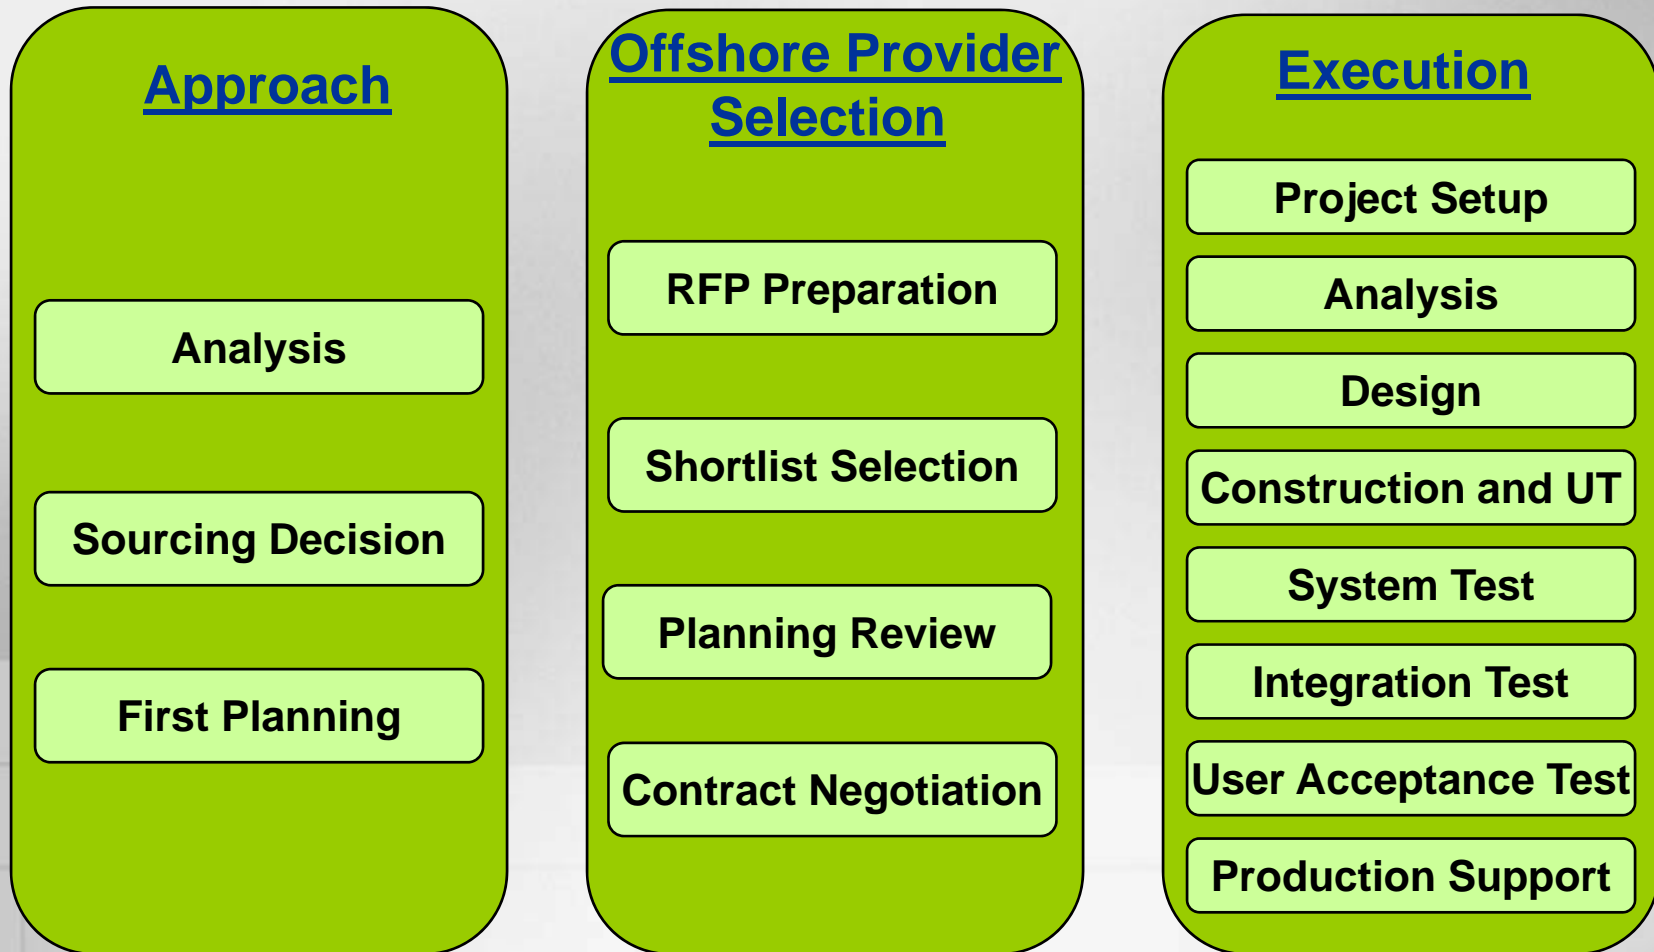 Approach
Analysis
Sourcing Decision
First Planning
Offshore Provider
Selection
RFP Preparation
Shortlist Selection
Planning Review
Contract Negotiation
Execution
Project Setup
Analysis
Design
Construction and UT
System Test
Integration Test
User Acceptance Test
Production Support